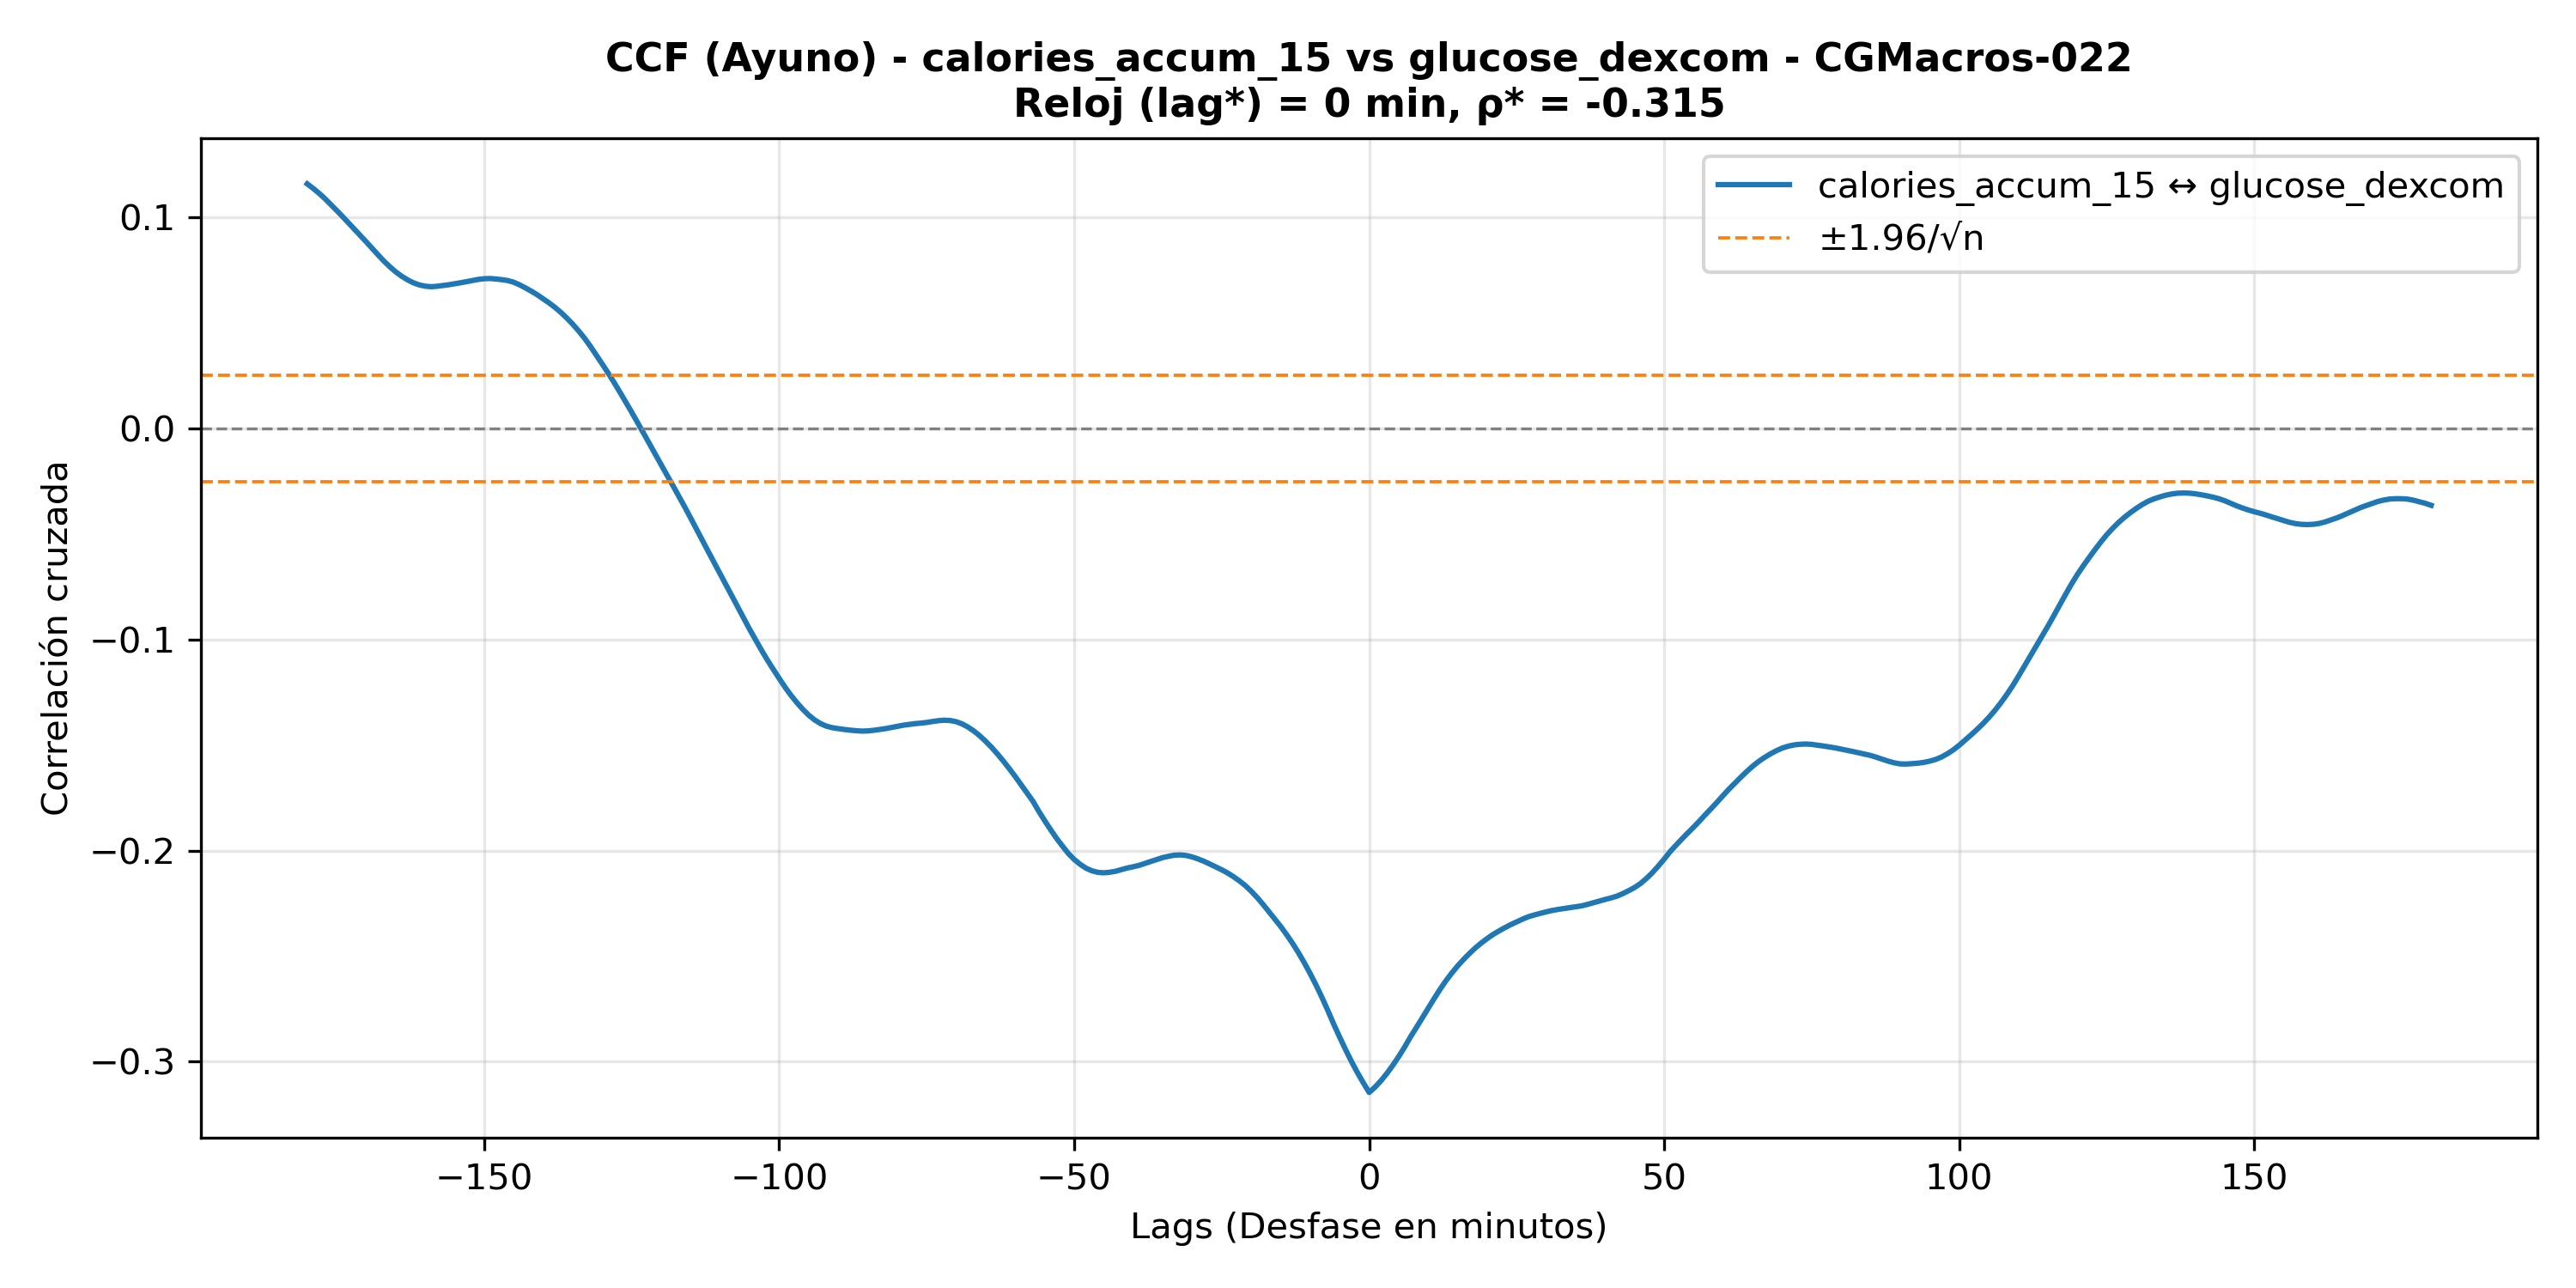 CCF (Ayuno) - calories_accum_15 vs glucose_dexcom - CGMacros-022
Reloj (lag*) = 0 min, ρ* = -0.315
calories_accum_15 ↔ glucose_dexcom
±1.96/√n
Correlación cruzada
0.1
0.0
−0.1
−0.2
−0.3
−150
−100
−50
0
50
100
150
Lags (Desfase en minutos)